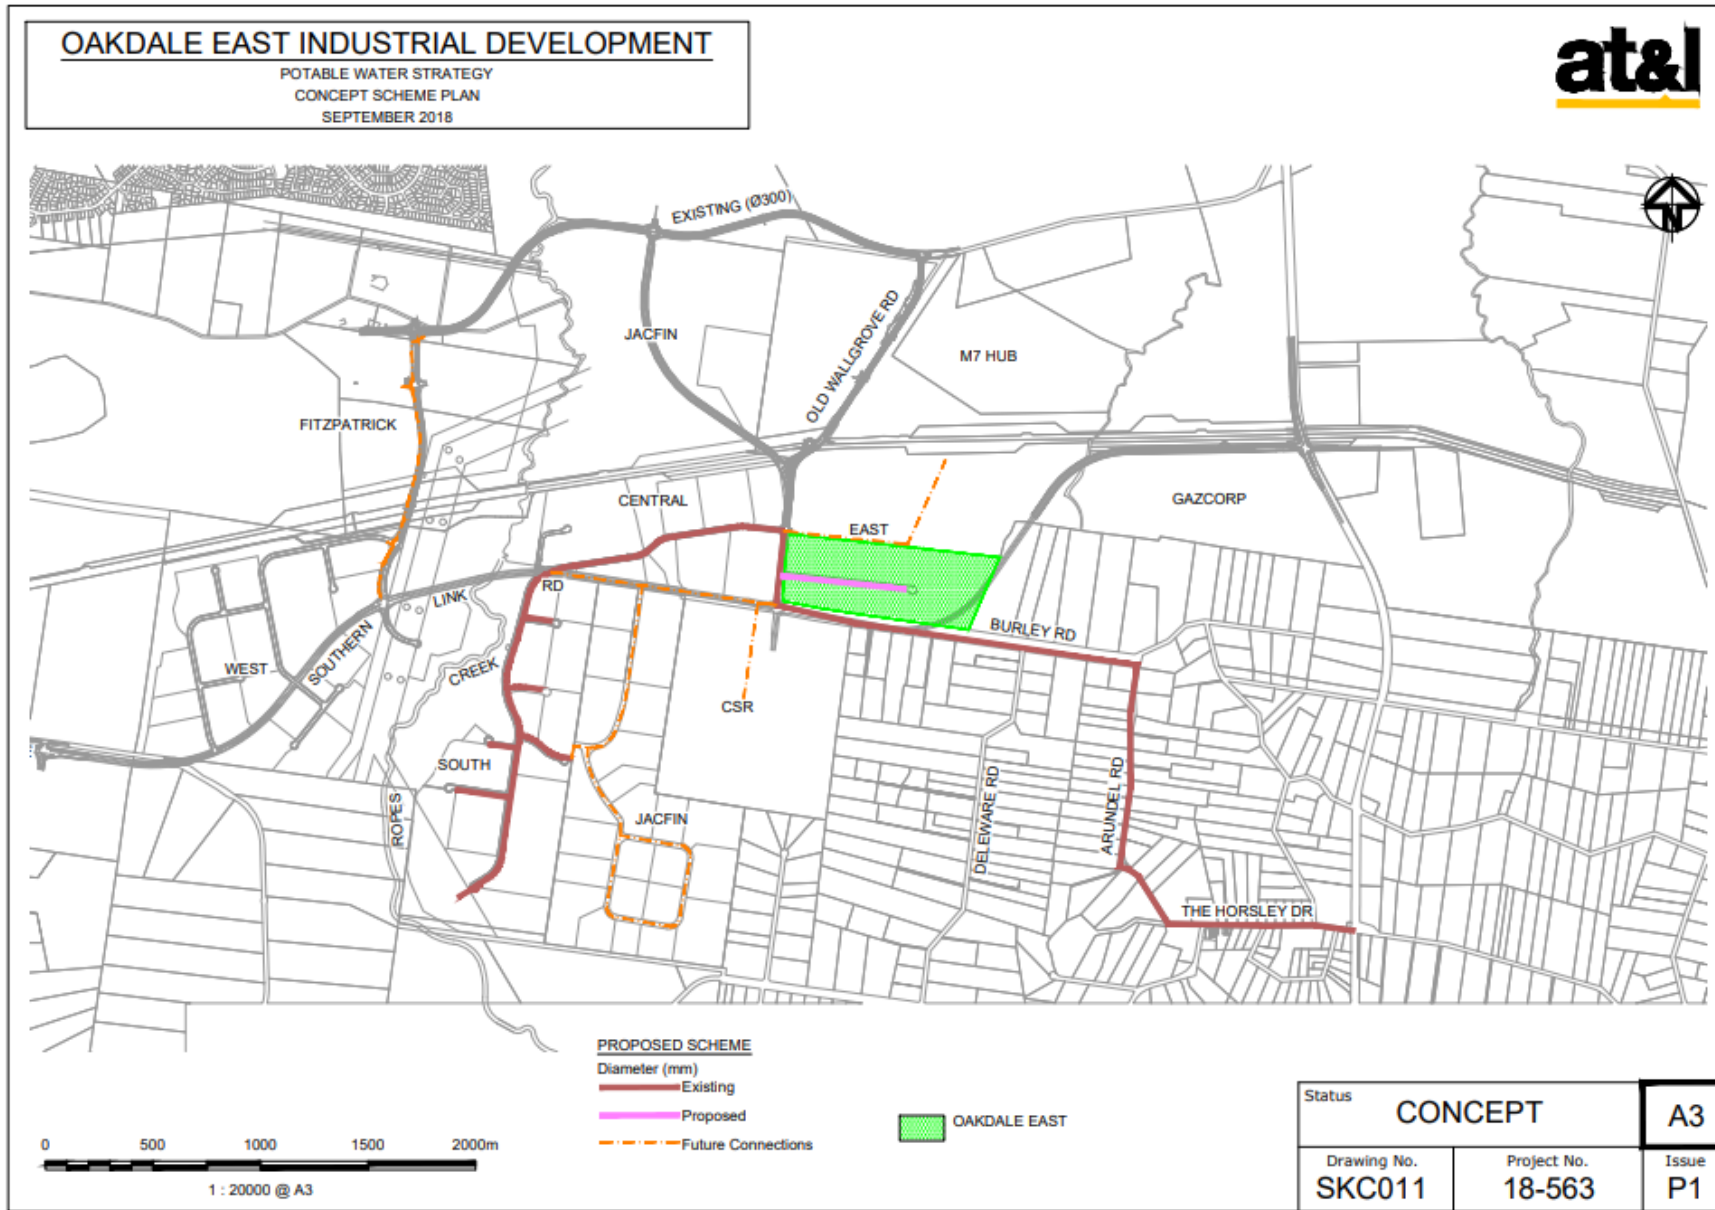 OAKDALE EAST INDUSTRIAL DEVELOPMENT
POTABLE WATER STRATEGY
CONCEPT SCHEME PLAN
SEPTEMBER 2018
at&l
N
EXISTING (Ø300)
JACFIN
OLD WALLGROVE RD
M7 HUB
FITZPATRICK
CENTRAL
GAZCORP
EAST
RD
LINK
SOUTHERN
BURLEY RD
WEST
CREEK
CSR
SOUTH
ROPES
JACFIN
DELEWARE RD
ARUNDEL RD
THE HORSLEY DR
PROPOSED SCHEME
Diameter (mm)
Existing
Proposed
Future Connections
OAKDALE EAST
0 500 1000 1500 2000m
1 : 20000 @ A3
Status
CONCEPT
A3
Drawing No.
SKC011
Project No.
18-563
Issue
P1